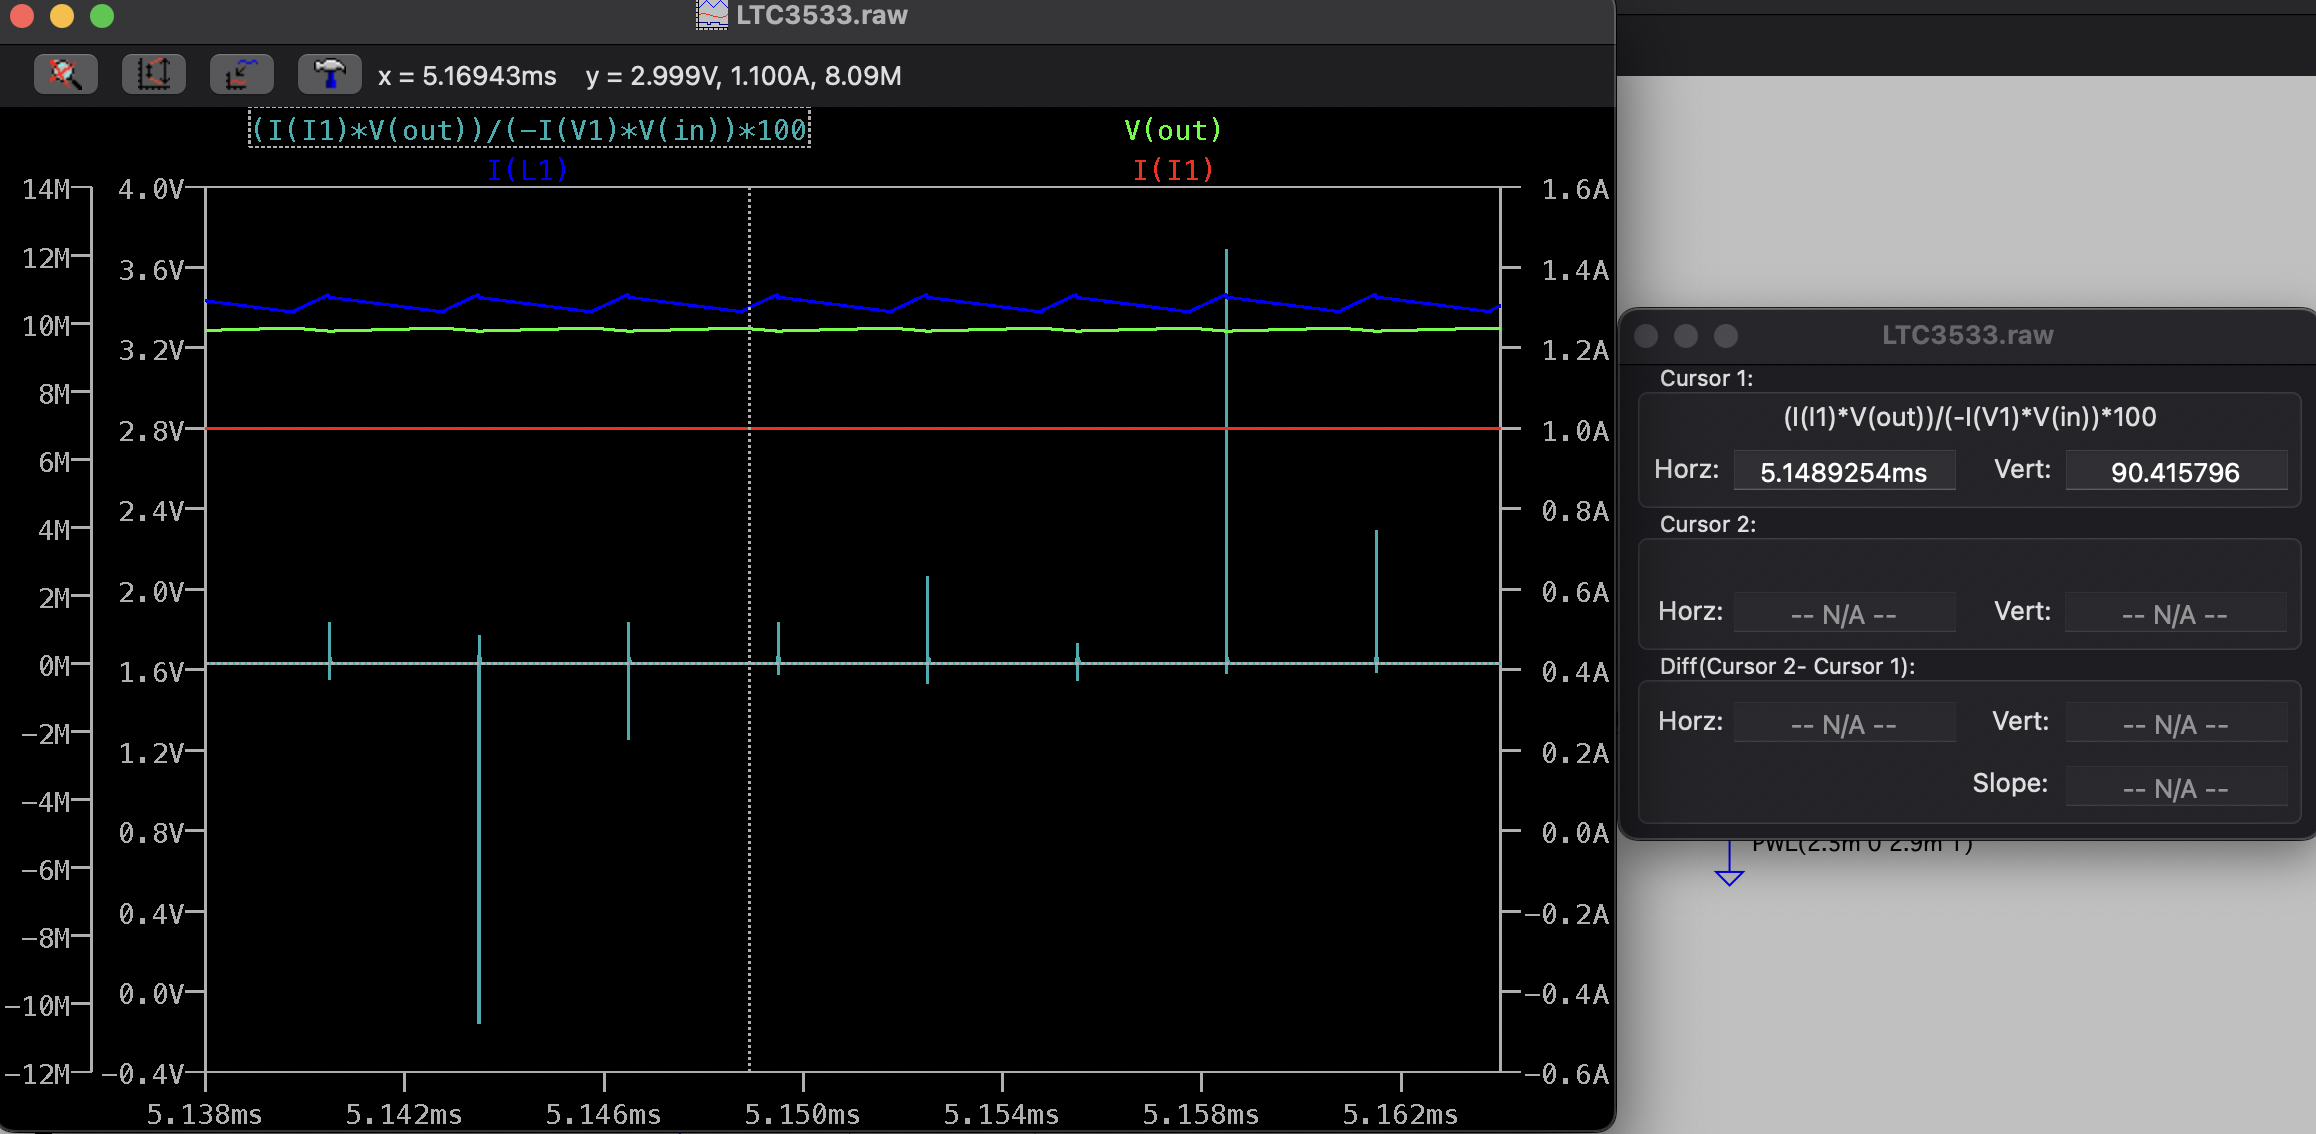 LTC3533.raw
x = 5.16943ms y = 2.999V, 1.100A, 8.09M
(I(I1)*V(out))/(-I(V1)*V(in))*100 V(out)
I(L1) I(I1)
14M 4.0V 1.6A
12M 3.6V 1.4A
10M 3.2V 1.2A
8M 2.8V 1.0A
6M 2.4V 0.8A
4M 2.0V 0.6A
2M 1.6V 0.4A
0M 1.2V 0.2A
-2M 0.8V 0.0A
-4M 0.4V -0.2A
-6M 0.0V -0.4A
-8M -0.4V -0.6A
-10M
-12M
5.138ms 5.142ms 5.146ms 5.150ms 5.154ms 5.158ms 5.162ms
LTC3533.raw
Cursor 1:
(I(I1)*V(out))/(-I(V1)*V(in))*100
Horz: 5.1489254ms Vert: 90.415796
Cursor 2:
Horz: -- N/A -- Vert: -- N/A --
Diff(Cursor 2- Cursor 1):
Horz: -- N/A -- Vert: -- N/A --
Slope: -- N/A --
PWL(2.5m 0 2.9m 1)